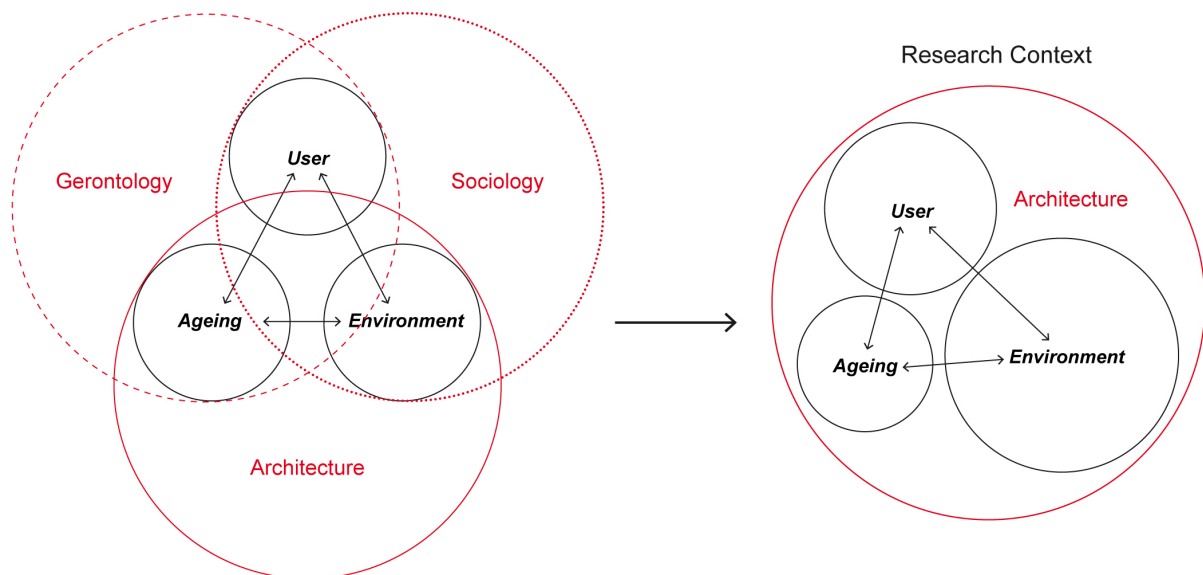 User
Gerontology
Sociology
Ageing
Environment
Architecture
Research Context
User
Architecture
Ageing
Environment